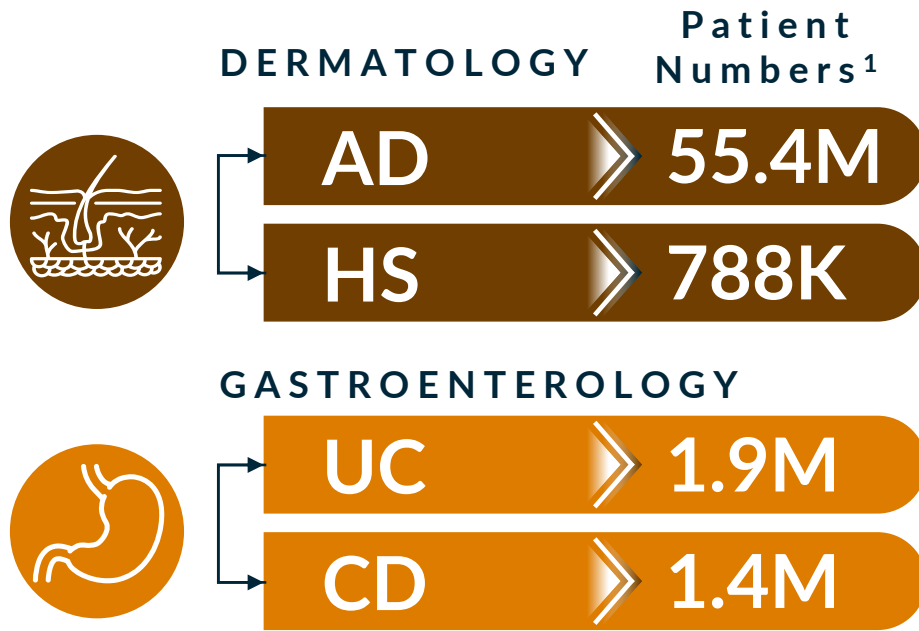 DERMATOLOGY
Patient
Numbers¹
AD 55.4M
HS 788K
GASTROENTEROLOGY
UC 1.9M
CD 1.4M